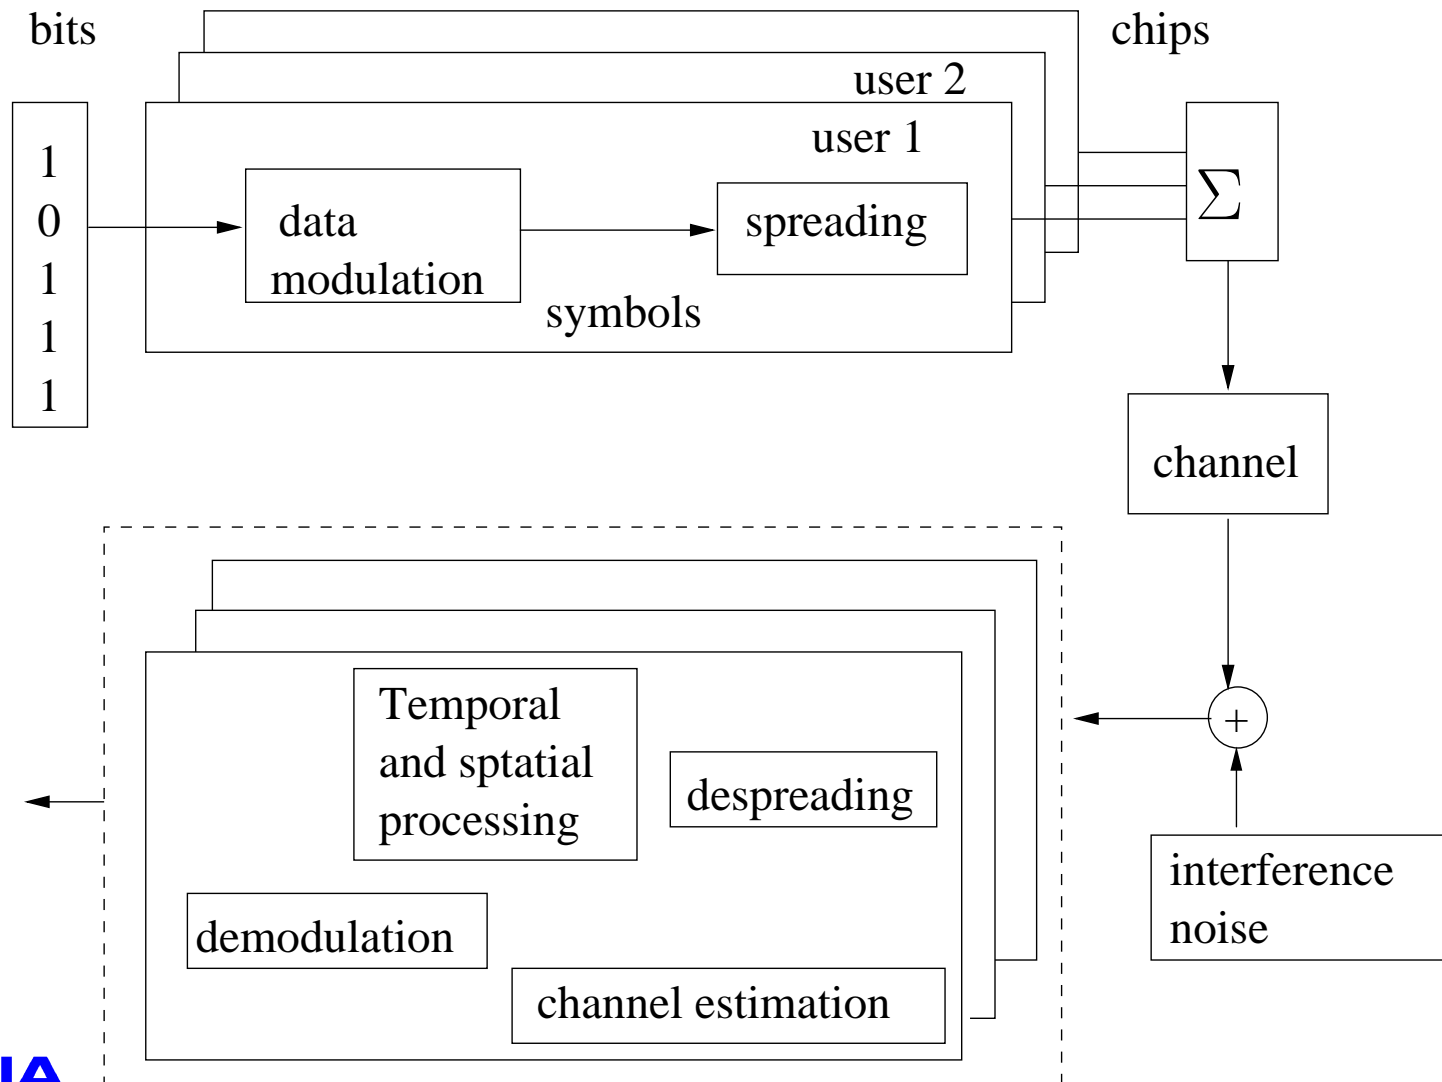 bits
chips
user 2
user 1
1
0
1
1
1
data
modulation
spreading
symbols
∑
channel
+
Temporal
and sptatial
processing
despreading
demodulation
channel estimation
interference
noise